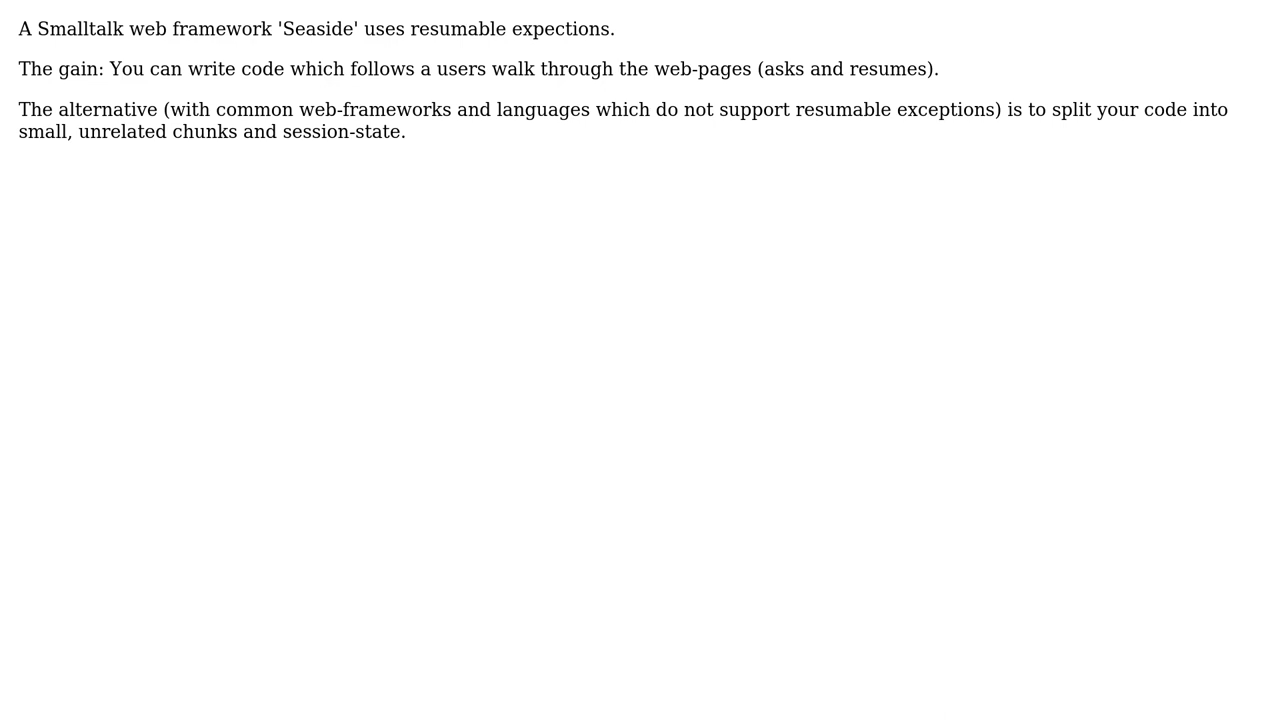 A Smalltalk web framework 'Seaside' uses resumable expections.
The gain: You can write code which follows a users walk through the web-pages (asks and resumes).
The alternative (with common web-frameworks and languages which do not support resumable exceptions) is to split your code into
small, unrelated chunks and session-state.